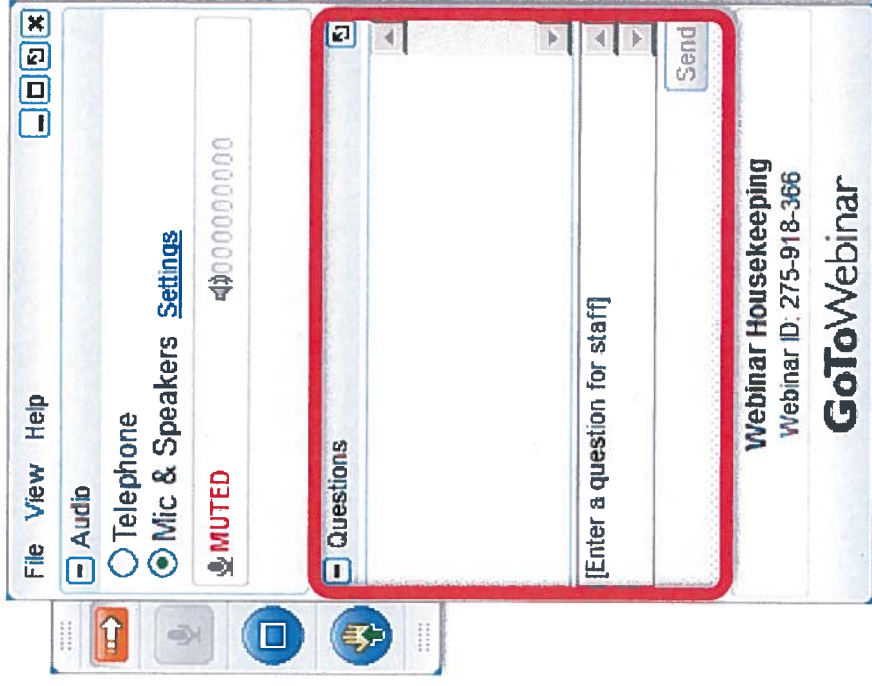 File View Help
Audio
Telephone
Mic & Speakers Settings
MUTED
0000000000
Questions
[Enter a question for staff]
Send
Webinar Housekeeping
Webinar ID: 275-918-366
GoToWebinar